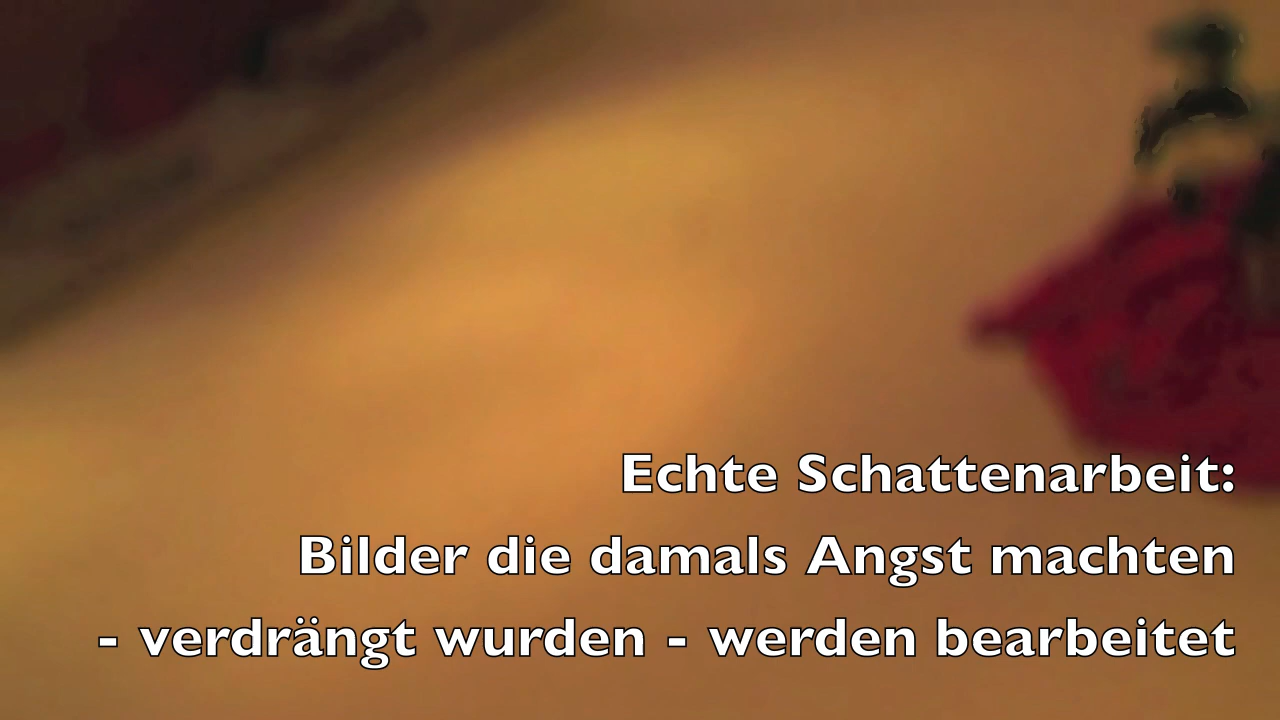 Echte Schattenarbeit:
Bilder die damals Angst machten
- verdrängt wurden - werden bearbeitet